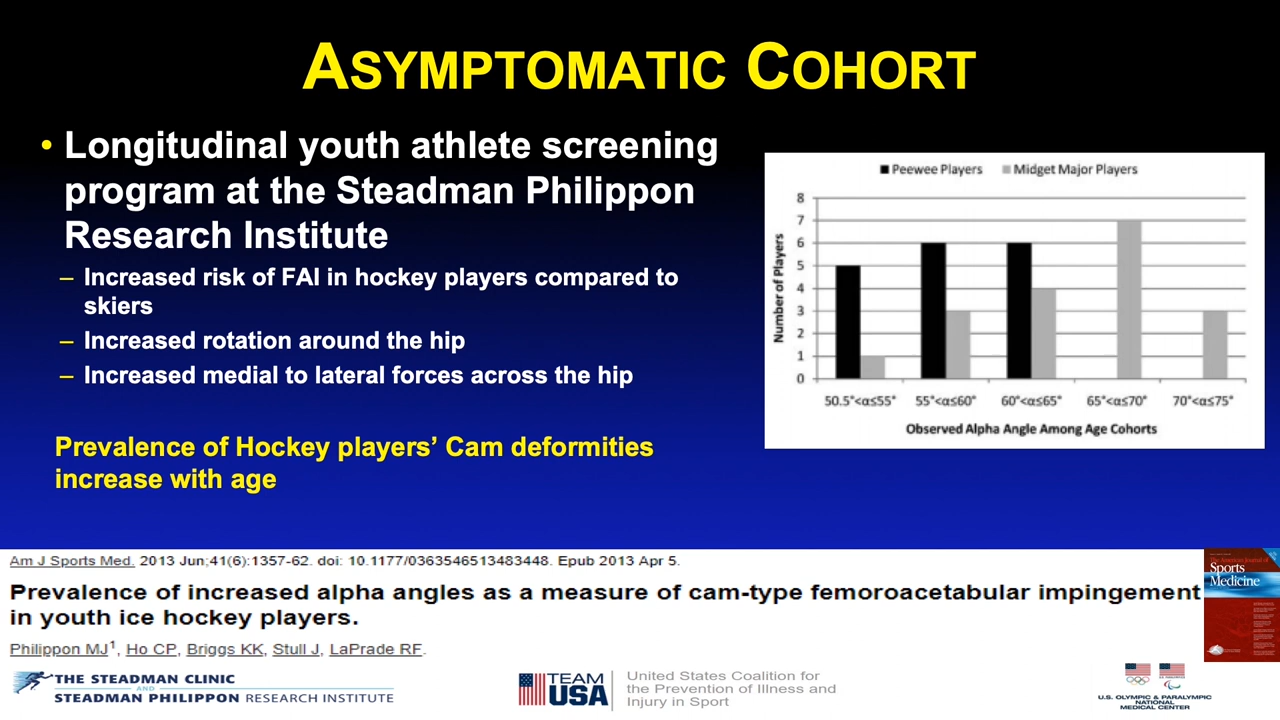 ASYMPTOMATIC COHORT
• Longitudinal youth athlete screening
program at the Steadman Philippon
Research Institute
– Increased risk of FAI in hockey players compared to
skiers
– Increased rotation around the hip
– Increased medial to lateral forces across the hip
Prevalence of Hockey players’ Cam deformities
increase with age
Peewee Players Midget Major Players
Number of Players
8
7
6
5
4
3
2
1
0
50.5°<α≤55° 55°<α≤60° 60°<α≤65° 65°<α≤70° 70°<α≤75°
Observed Alpha Angle Among Age Cohorts
Am J Sports Med. 2013 Jun;41(6):1357-62. doi: 10.1177/0363546513483448. Epub 2013 Apr 5.
Prevalence of increased alpha angles as a measure of cam-type femoroacetabular impingement
in youth ice hockey players.
Philippon MJ1, Ho CP, Briggs KK, Stull J, LaPrade RF.
Sports
Medicine
THE STEADMAN CLINIC
AND
STEADMAN PHILIPPON RESEARCH INSTITUTE
TEAM
USA
United States Coalition for
the Prevention of Illness and
Injury in Sport
U.S. OLYMPIC & PARALYMPIC
NATIONAL
MEDICAL CENTER